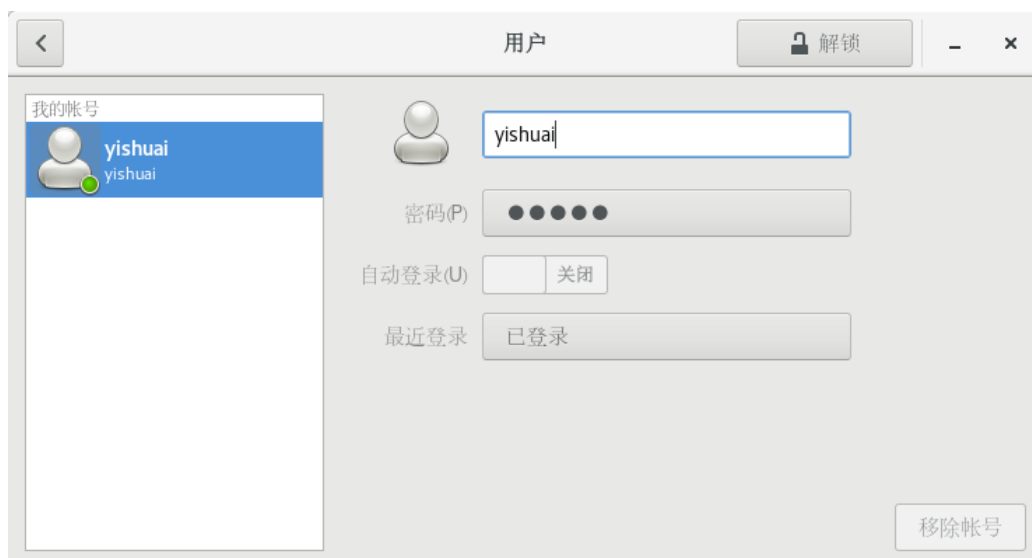 用户
解锁
我的帐号
yishuai
yishuai
yishuai
密码(P)
●●●●●
自动登录(U)
关闭
最近登录
已登录
移除帐号